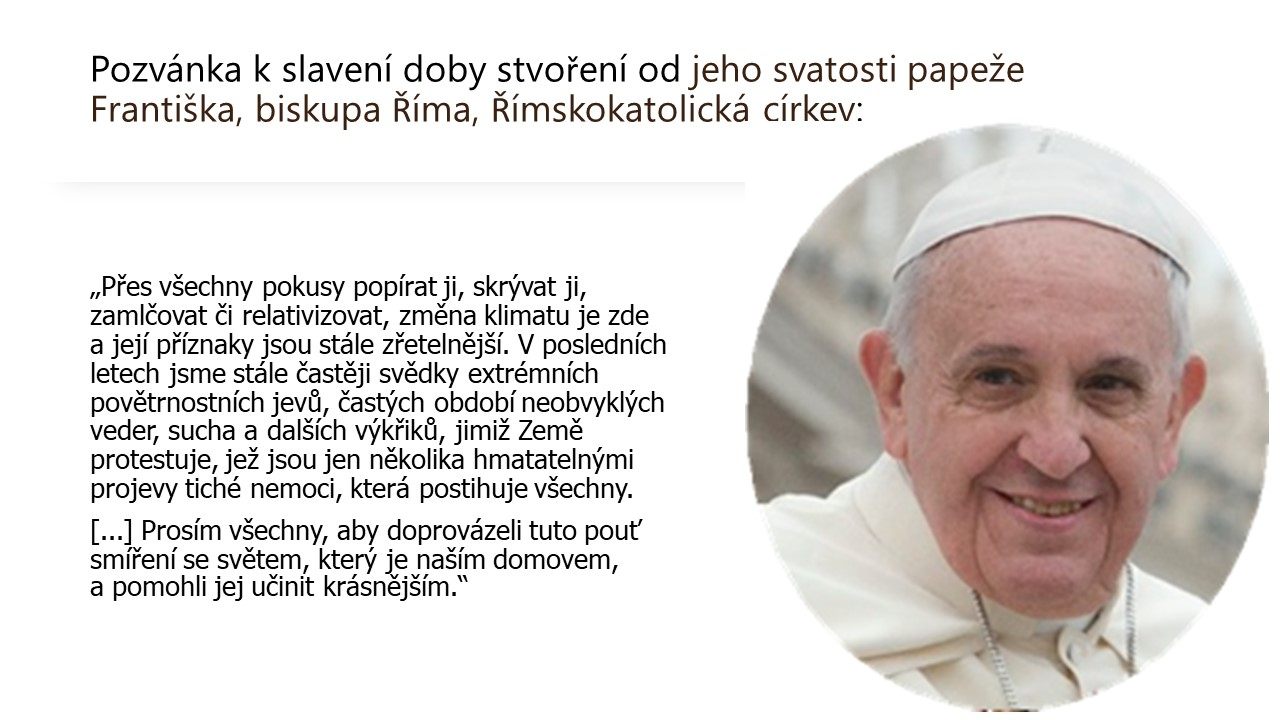 Pozvánka k slavení doby stvoření od jeho svatosti papeže
Františka, biskupa Říma, Římskokatolická církev:
„Přes všechny pokusy popírat ji, skrývat ji,
zamlčovat či relativizovat, změna klimatu je zde
a její příznaky jsou stále zřetelnější. V posledních
letech jsme stále častěji svědky extrémních
povětrnostních jevů, častých období neobvyklých
veder, sucha a dalších výkřiků, jimiž Země
protestuje, jež jsou jen několika hmatatelnými
projevy tiché nemoci, která postihuje všechny.
[...] Prosím všechny, aby doprovázeli tuto pouť
smíření se světem, který je naším domovem,
a pomohli jej učinit krásnějším.“